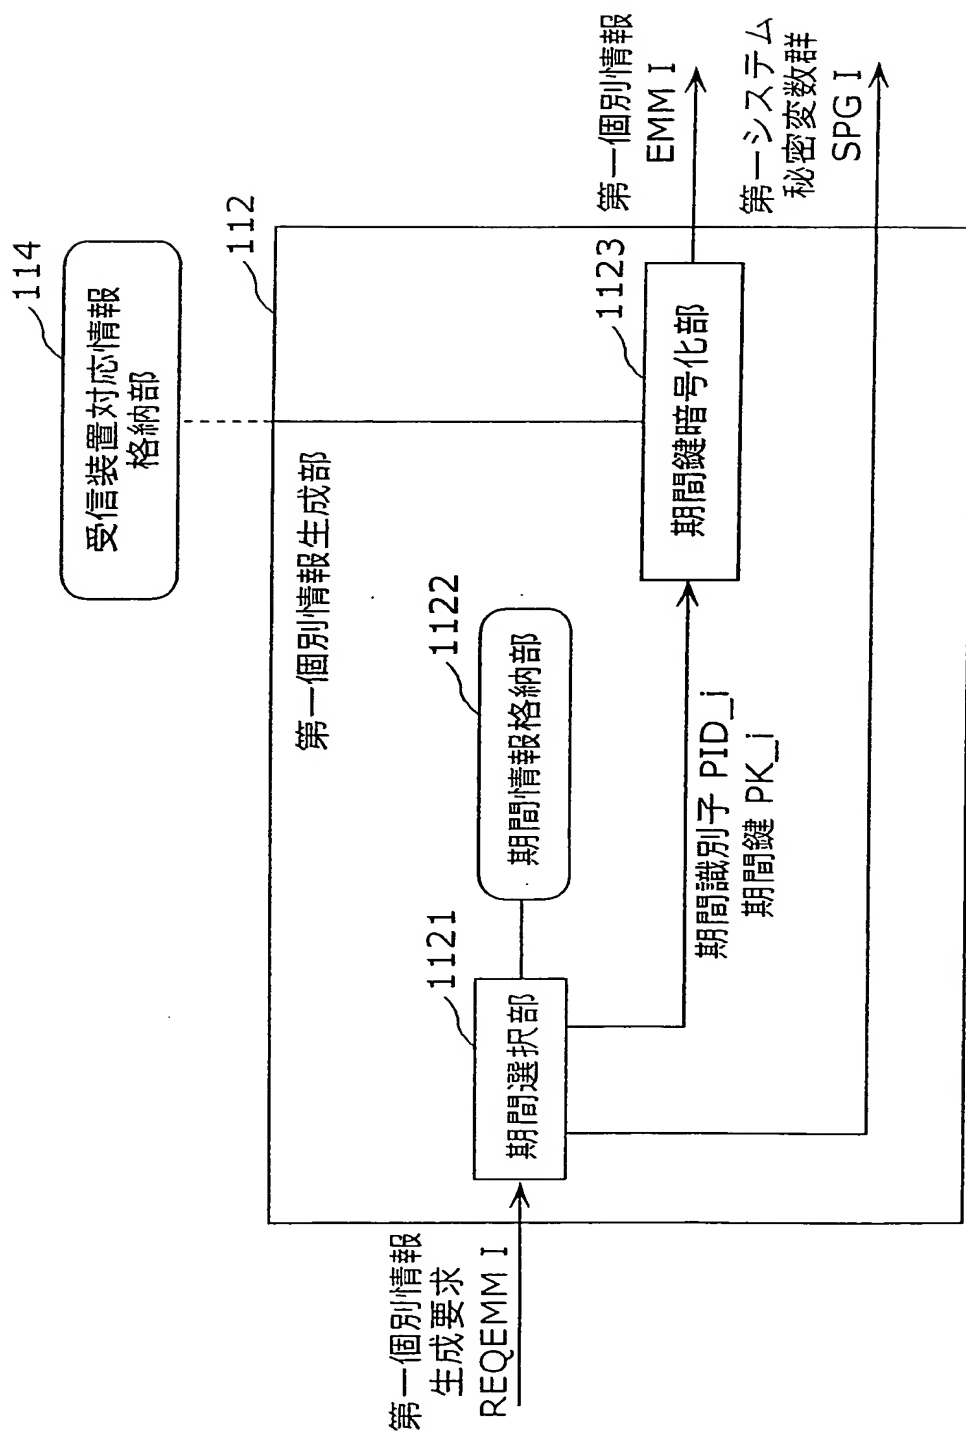 114
受信装置対応情報
格納部
112
第一個別情報生成部
第一個別情報
生成要求
REQEMM I
1121
期間選択部
1122
期間情報格納部
1123
期間鍵暗号化部
期間識別子 PID_i
期間鍵 PK_i
第一個別情報
EMM I
第一システム
秘密変数群
SPG I